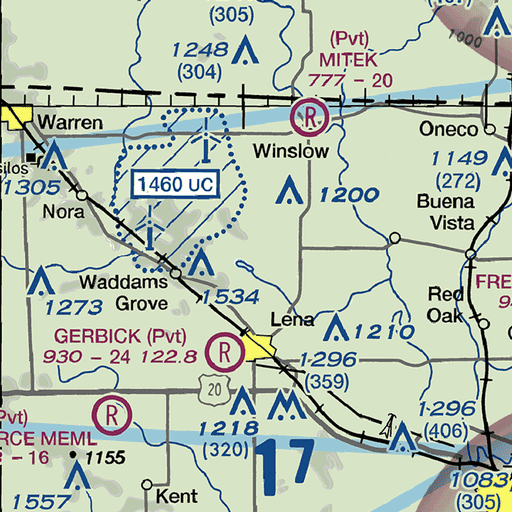 (305)
1000
1248
(304)
(Pvt)
MITEK
777 - 20
R
Warren
Winslow
Oneco
1305
1460 UC
1149
(272)
Nora
1200
Buena
Vista
Waddams
Grove
1273
1534
Red
Oak
Lena
1210
GERBICK (Pvt)
930 - 24 122.8
R
1296
(359)
20
R
1218
(320)
1296
(406)
1155
17
1557
Kent
1083
(305)